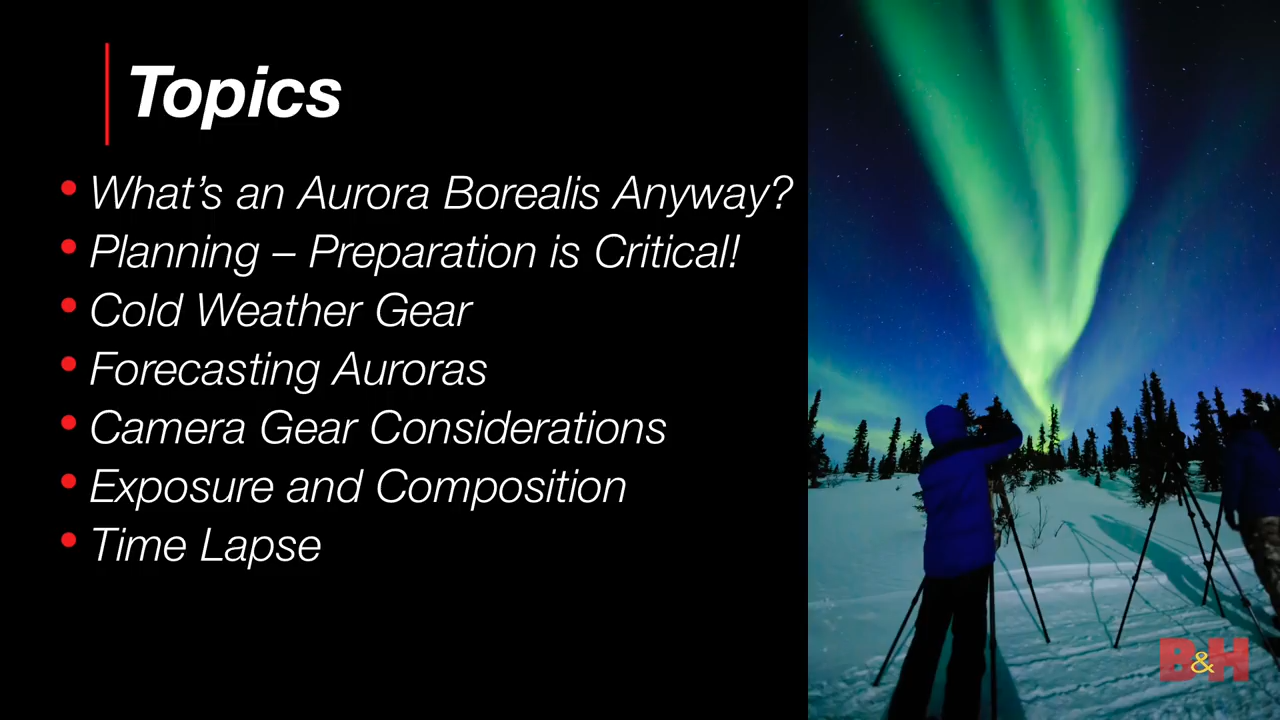 Topics
• What’s an Aurora Borealis Anyway?
• Planning – Preparation is Critical!
• Cold Weather Gear
• Forecasting Auroras
• Camera Gear Considerations
• Exposure and Composition
• Time Lapse
B&H